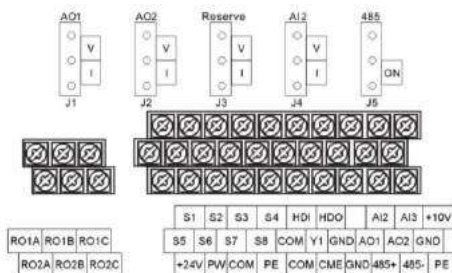 AO1 AO2 Reserve AI2 485
V V V V
I I I I ON
J1 J2 J3 J4 J5
S1 S2 S3 S4 HDI HDO AI2 AI3 +10V
RO1A RO1B RO1C S5 S6 S7 S8 COM Y1 GND AO1 AO2 GND
RO2A RO2B RO2C +24V PW COM PE COM CME GND 485+ 485- PE